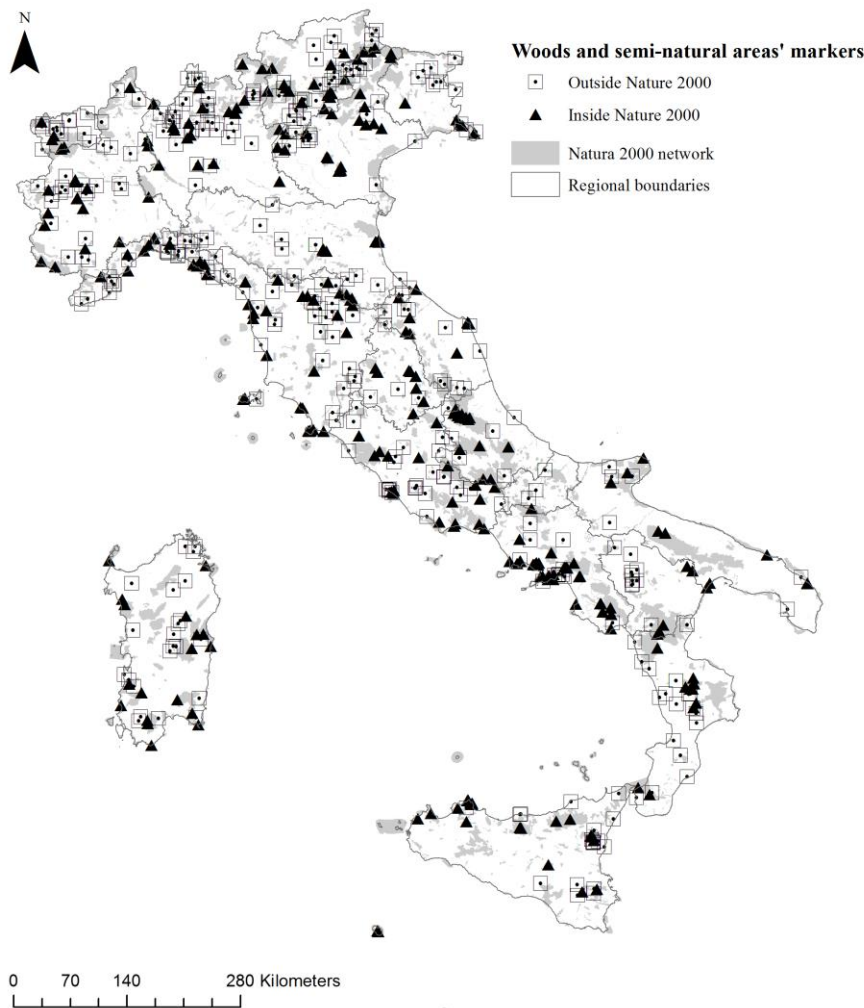 N
Woods and semi-natural areas' markers
Outside Nature 2000
Inside Nature 2000
Natura 2000 network
Regional boundaries
0 70 140 280 Kilometers